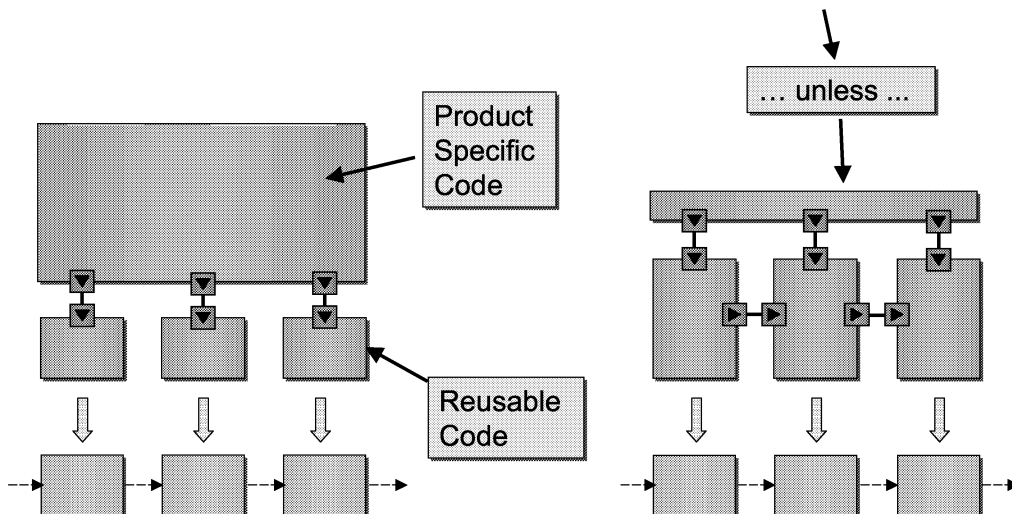 Product
Specific
Code
Reusable
Code
... unless ...